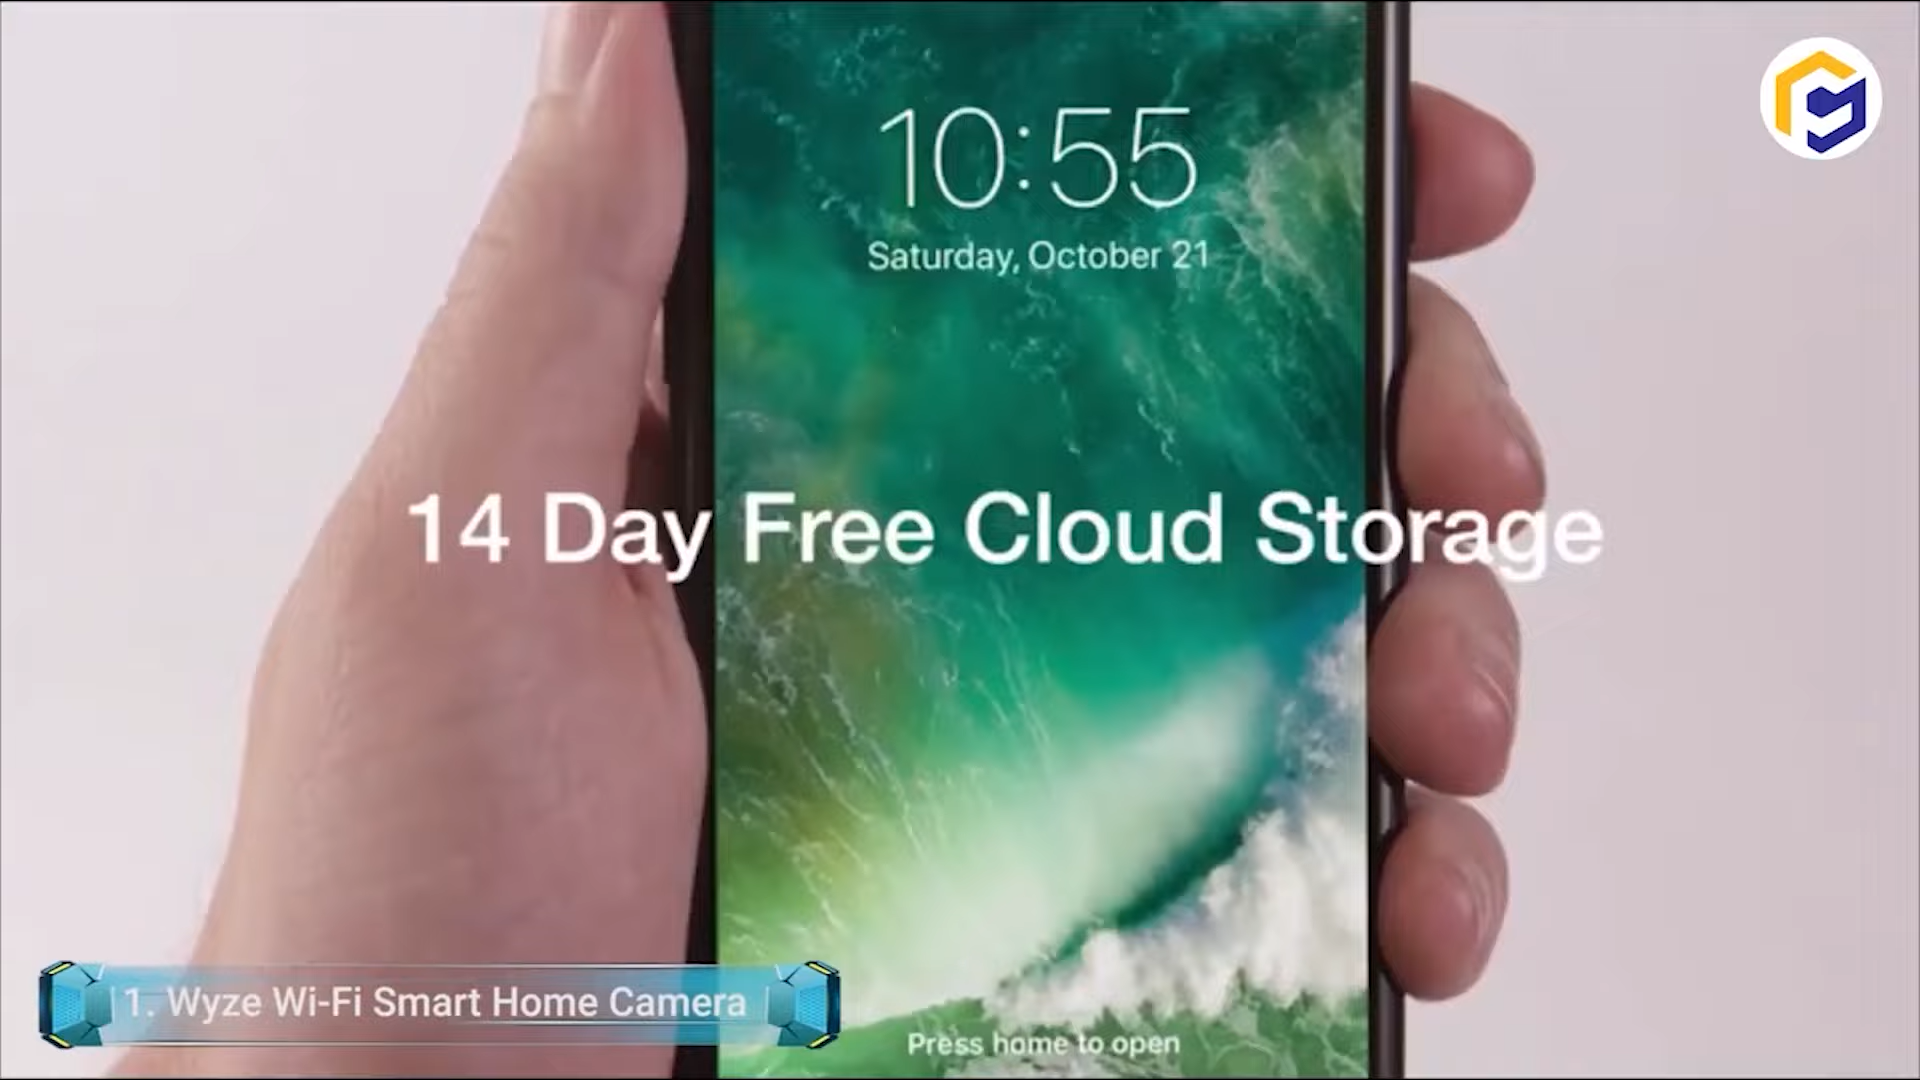 10:55
Saturday, October 21
14 Day Free Cloud Storage
1. Wyze Wi-Fi Smart Home Camera
Press home to open